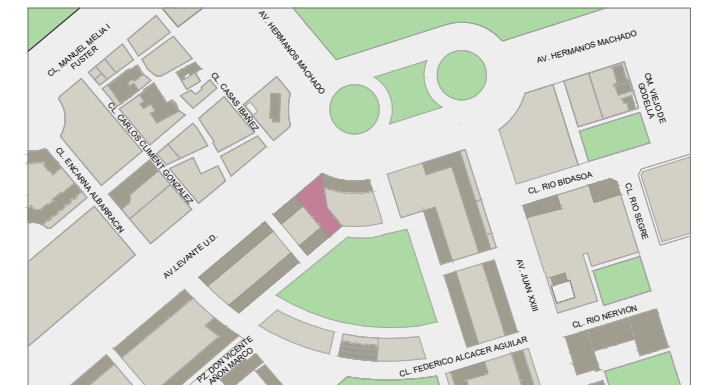 CL, MANUEL MELIA I
FUSTER
AV. HERMANOS MACHADO
AV. HERMANOS MACHADO
CL. CASAS IBAÑEZ
CM. VIEJO DE
GODELLA
CL. CARLOS CLIMENT GONZALEZ
CL. ENCARNA ALBARRACIN
CL. RIO BIDASOA
CL. RIO SEGRE
AV.LEVANTE U.D.
AV. JUAN XXIII
CL. RIO NERVION
PZ. DON VICENTE
AÑON MARCO
CL. FEDERICO ALCACER AGUILAR